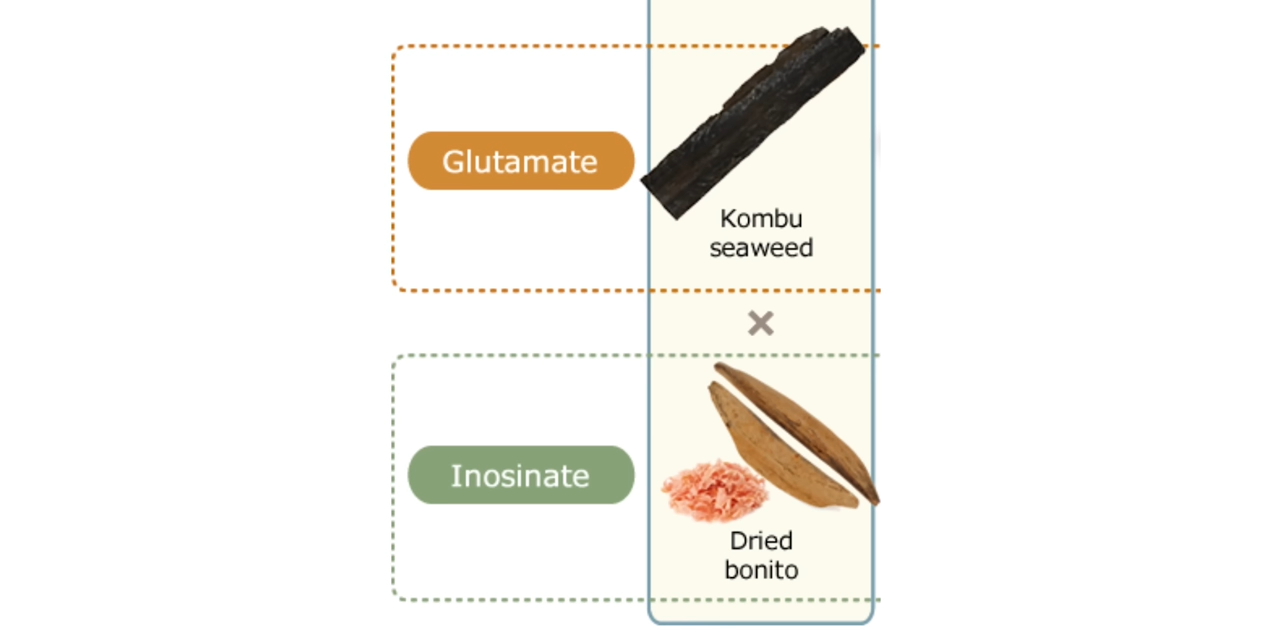 Glutamate
Kombu
seaweed
×
Inosinate
Dried
bonito